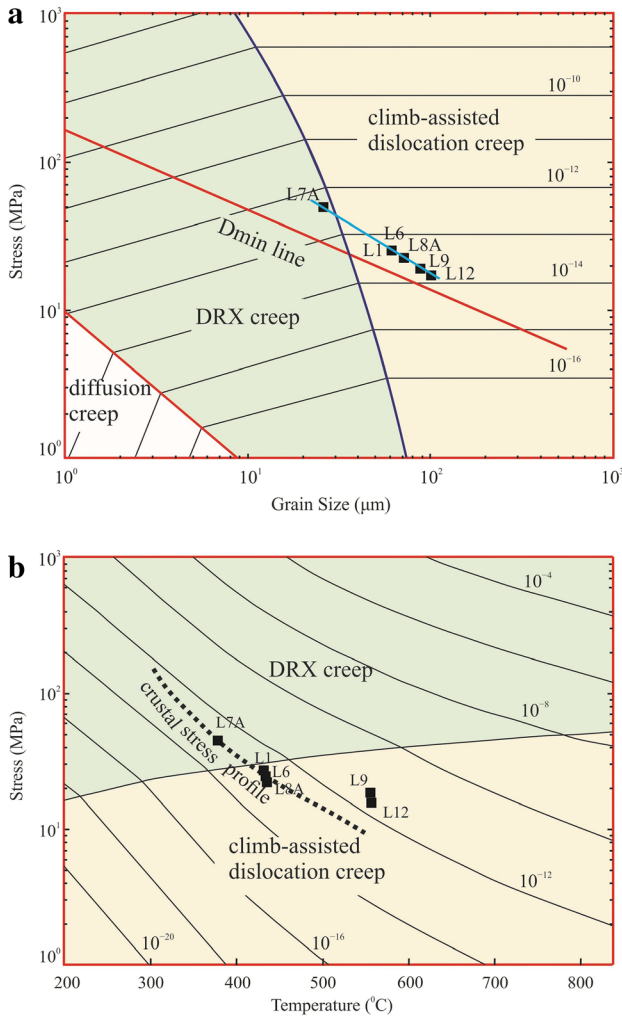 a
10³
10²
10¹
10⁰
Stress (MPa)
10⁻¹⁰
climb-assisted
dislocation creep
10⁻¹²
L7A
L6
L1
L8A
L9
L12
Dmin line
10⁻¹⁴
DRX creep
10⁻¹⁶
diffusion
creep
10⁰
10¹
10²
10³
Grain Size (μm)
b
10³
10²
10¹
10⁰
Stress (MPa)
10⁻⁴
DRX creep
10⁻⁸
crustal stress profile
L7A
L1
L6
L8A
L9
L12
climb-assisted
dislocation creep
10⁻¹²
10⁻²⁰
10⁻¹⁶
200
300
400
500
600
700
800
Temperature (⁰C)